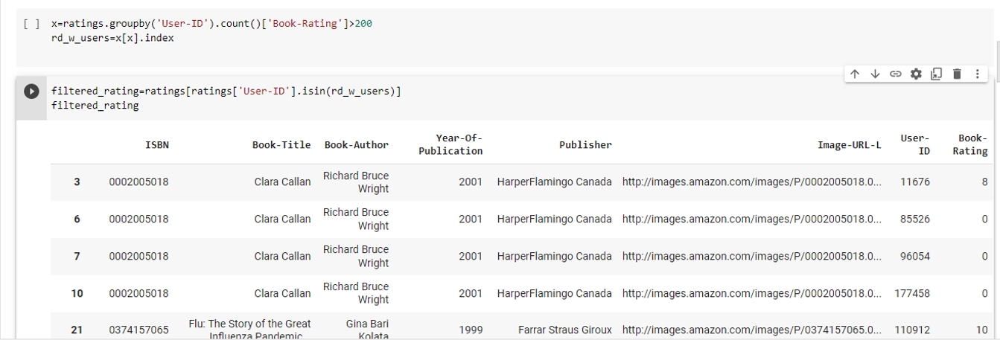 [ ] x=ratings.groupby('User-ID').count()['Book-Rating']>200
rd_w_users=x[x].index
filtered_rating=ratings[ratings['User-ID'].isin(rd_w_users)]
filtered_rating
ISBN Book-Title Book-Author Year-Of-Publication Publisher Image-URL-L User-ID Book-Rating
3 0002005018 Clara Callan Richard Bruce Wright 2001 HarperFlamingo Canada http://images.amazon.com/images/P/0002005018.0... 11676 8
6 0002005018 Clara Callan Richard Bruce Wright 2001 HarperFlamingo Canada http://images.amazon.com/images/P/0002005018.0... 85526 0
7 0002005018 Clara Callan Richard Bruce Wright 2001 HarperFlamingo Canada http://images.amazon.com/images/P/0002005018.0... 96054 0
10 0002005018 Clara Callan Richard Bruce Wright 2001 HarperFlamingo Canada http://images.amazon.com/images/P/0002005018.0... 177458 0
21 0374157065 Flu: The Story of the Great Influenza Pandemic... Gina Bari Kolata 1999 Farrar Straus Giroux http://images.amazon.com/images/P/0374157065.0... 110912 10